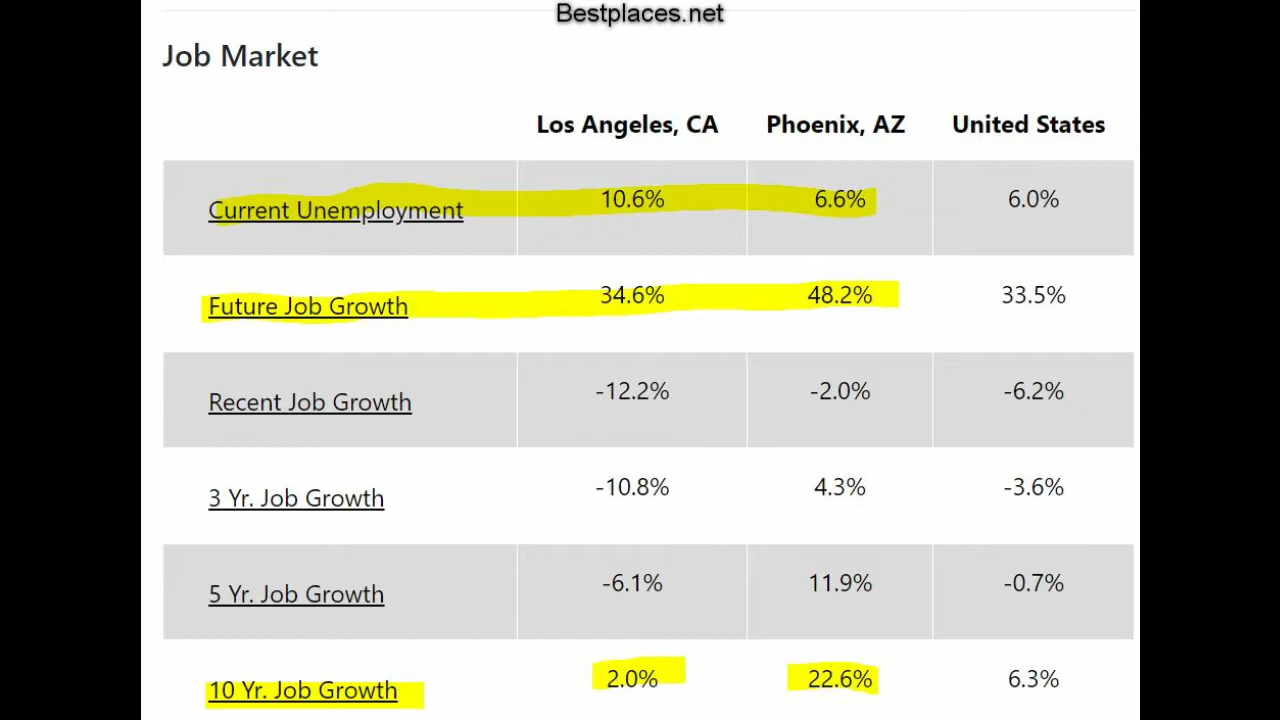 Bestplaces.net
Job Market
Los Angeles, CA Phoenix, AZ United States
Current Unemployment 10.6% 6.6% 6.0%
Future Job Growth 34.6% 48.2% 33.5%
Recent Job Growth -12.2% -2.0% -6.2%
3 Yr. Job Growth -10.8% 4.3% -3.6%
5 Yr. Job Growth -6.1% 11.9% -0.7%
10 Yr. Job Growth 2.0% 22.6% 6.3%